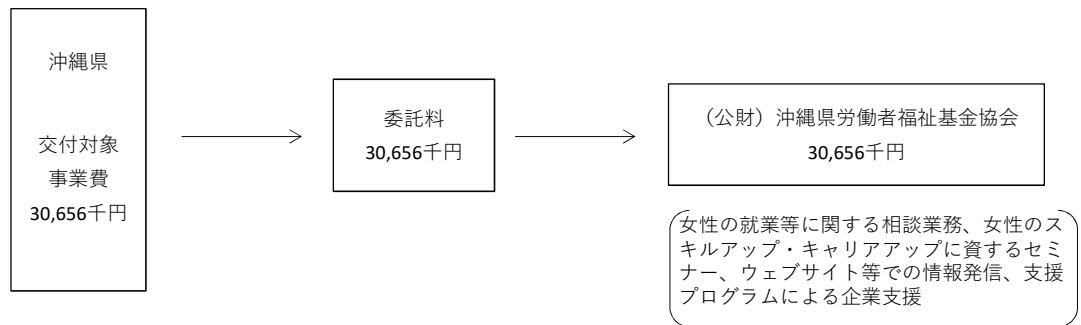 沖縄県
交付対象
事業費
30,656千円
委託料
30,656千円
（公財）沖縄県労働者福祉基金協会
30,656千円
女性の就業等に関する相談業務、女性のス
キルアップ・キャリアアップに資するセミ
ナー、ウェブサイト等での情報発信、支援
プログラムによる企業支援